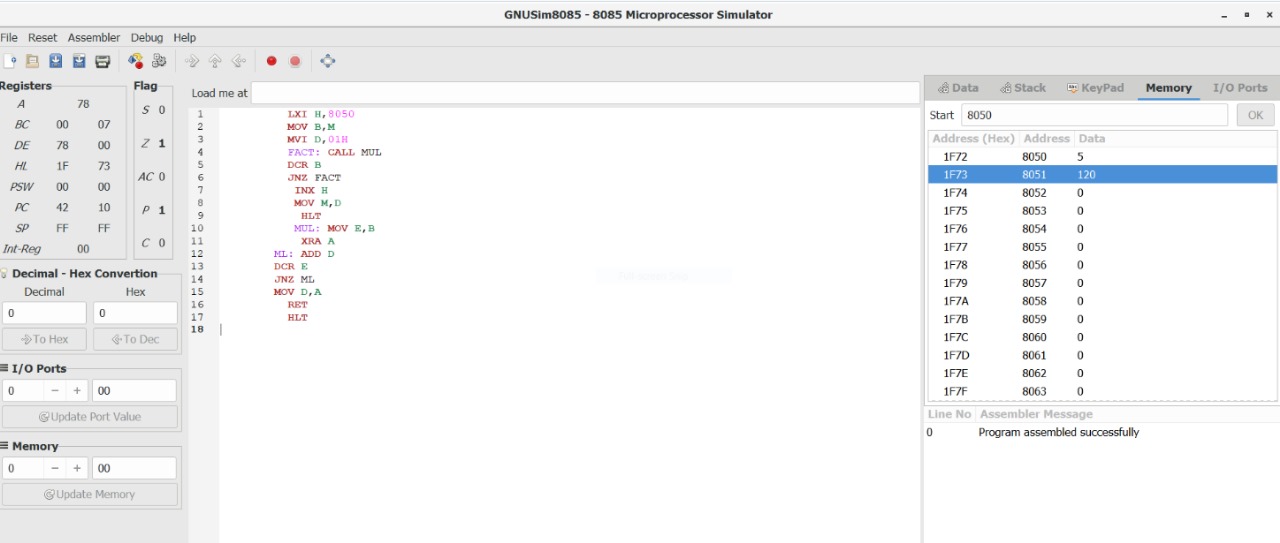 GNUSim8085 - 8085 Microprocessor Simulator
File Reset Assembler Debug Help
Registers
A 78
BC 00 07
DE 78 00
HL 1F 73
PSW 00 00
PC 42 10
SP FF FF
Int-Reg 00
Flag
S 0
Z 1
AC 0
P 1
C 0
Decimal - Hex Convertion
Decimal Hex
0 0
To Hex To Dec
I/O Ports
0 − + 00
Update Port Value
Memory
0 − + 00
Update Memory
Load me at
1 LXI H,8050
2 MOV B,M
3 MVI D,01H
4 FACT: CALL MUL
5 DCR B
6 JNZ FACT
7 INX H
8 MOV M,D
9 HLT
10 MUL: MOV E,B
11 XRA A
12 ML: ADD D
13 DCR E
14 JNZ ML
15 MOV D,A
16 RET
17 HLT
18
Data Stack KeyPad Memory I/O Ports
Start 8050 OK
Address (Hex) Address Data
1F72 8050 5
1F73 8051 120
1F74 8052 0
1F75 8053 0
1F76 8054 0
1F77 8055 0
1F78 8056 0
1F79 8057 0
1F7A 8058 0
1F7B 8059 0
1F7C 8060 0
1F7D 8061 0
1F7E 8062 0
1F7F 8063 0
Line No Assembler Message
0 Program assembled successfully